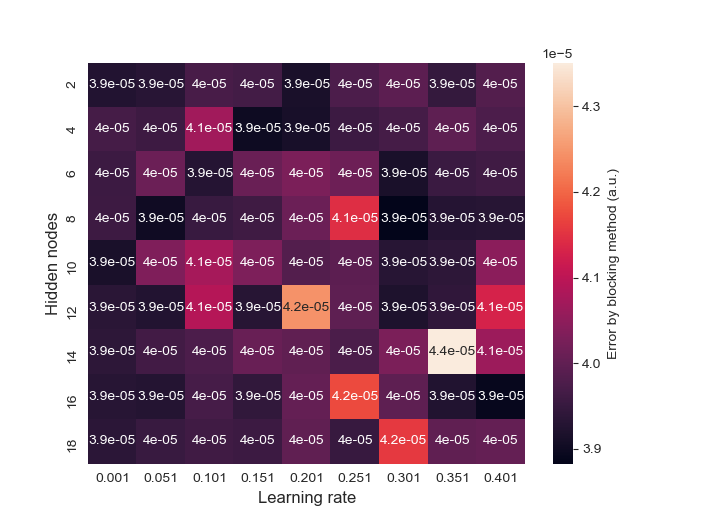 1e−5
2 3.9e-05 3.9e-05 4e-05 4e-05 3.9e-05 4e-05 4e-05 3.9e-05 4e-05
4 4e-05 4e-05 4.1e-05 3.9e-05 3.9e-05 4e-05 4e-05 4e-05 4e-05
6 4e-05 4e-05 3.9e-05 4e-05 4e-05 4e-05 3.9e-05 4e-05 4e-05
8 4e-05 3.9e-05 4e-05 4e-05 4e-05 4.1e-05 3.9e-05 3.9e-05 3.9e-05
10 3.9e-05 4e-05 4.1e-05 4e-05 4e-05 4e-05 3.9e-05 3.9e-05 4e-05
12 3.9e-05 3.9e-05 4.1e-05 3.9e-05 4.2e-05 4e-05 3.9e-05 3.9e-05 4.1e-05
14 3.9e-05 4e-05 4e-05 4e-05 4e-05 4e-05 4e-05 4.4e-05 4.1e-05
16 3.9e-05 3.9e-05 4e-05 3.9e-05 4e-05 4.2e-05 4e-05 3.9e-05 3.9e-05
18 3.9e-05 4e-05 4e-05 4e-05 4e-05 4e-05 4.2e-05 4e-05 4e-05
0.001 0.051 0.101 0.151 0.201 0.251 0.301 0.351 0.401
Learning rate
Hidden nodes
4.3
4.2
4.1
4.0
3.9
Error by blocking method (a.u.)